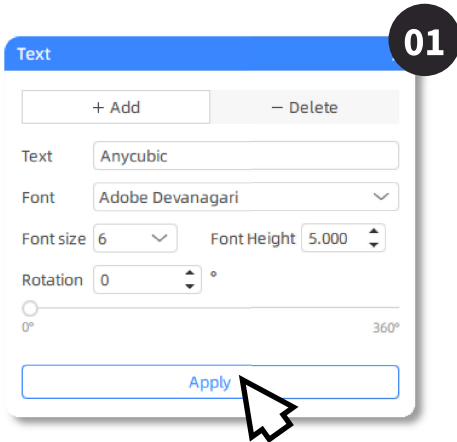 01
Text
+ Add
− Delete
Text Anycubic
Font Adobe Devanagari
Font size 6 Font Height 5.000
Rotation 0 °
0° 360°
Apply